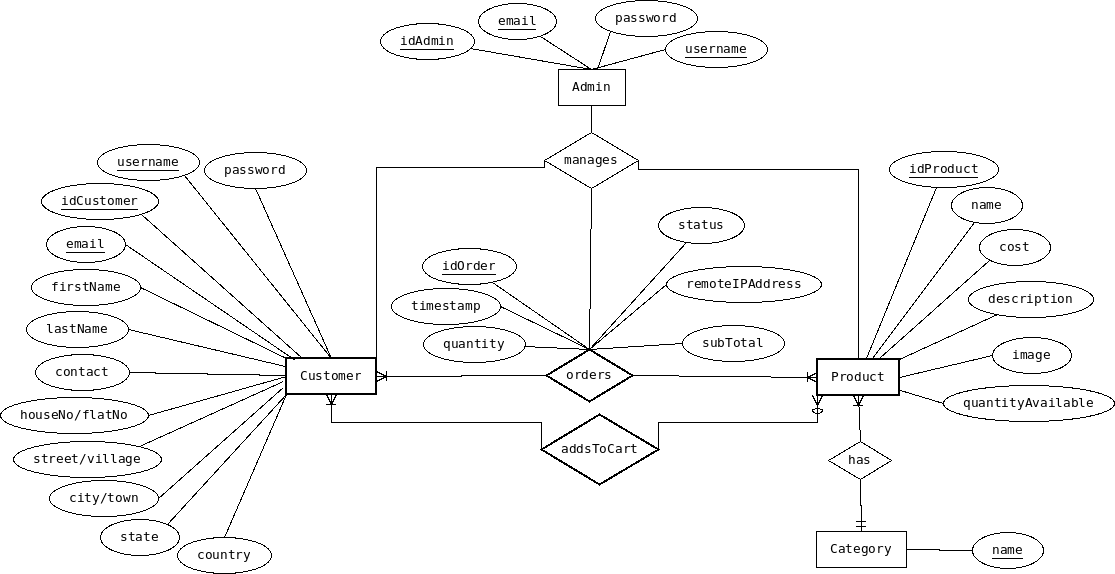 email
password
idAdmin
username
Admin
manages
username
password
idCustomer
email
firstName
lastName
contact
houseNo/flatNo
street/village
city/town
state
country
Customer
idOrder
timestamp
quantity
status
remoteIPAddress
subTotal
orders
addsToCart
idProduct
name
cost
description
image
quantityAvailable
Product
has
Category
name